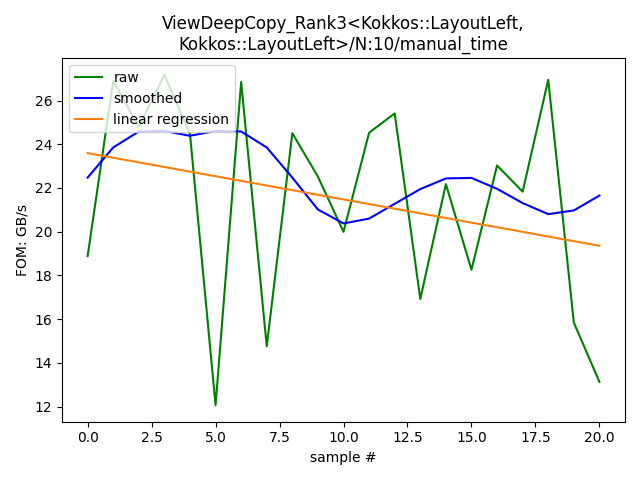 ViewDeepCopy_Rank3<Kokkos::LayoutLeft,
Kokkos::LayoutLeft>/N:10/manual_time
raw
smoothed
linear regression
FOM: GB/s
26
24
22
20
18
16
14
12
0.0 2.5 5.0 7.5 10.0 12.5 15.0 17.5 20.0
sample #